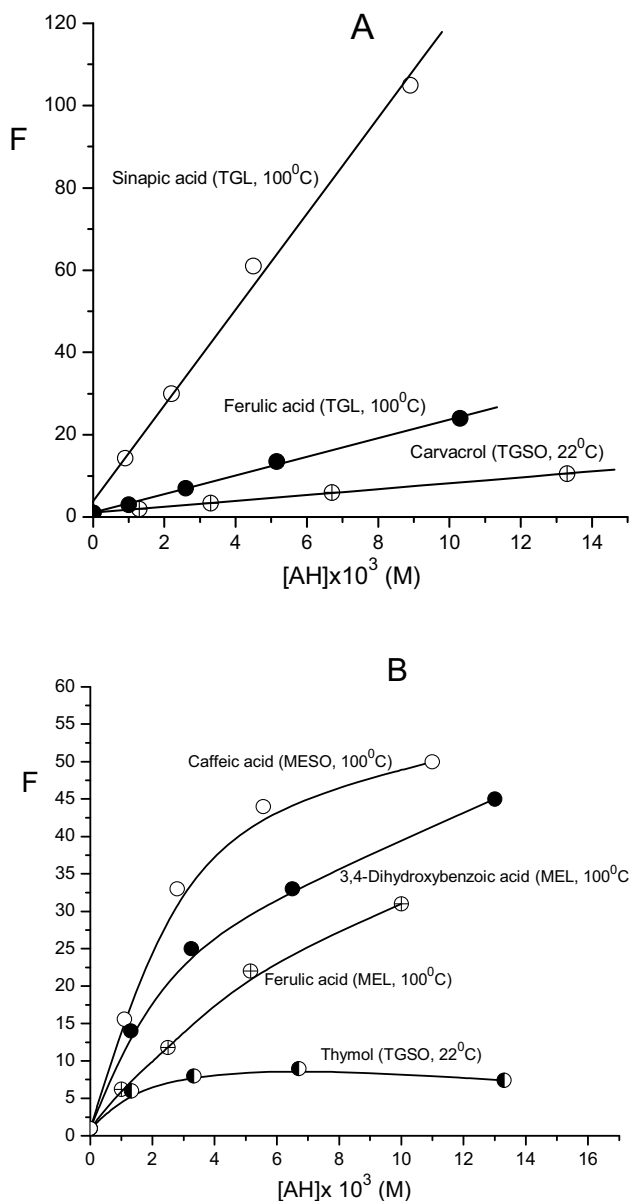 A
120
100
80
60
40
20
0
F
Sinapic acid (TGL, 100⁰C)
Ferulic acid (TGL, 100⁰C)
Carvacrol (TGSO, 22⁰C)
0 2 4 6 8 10 12 14
[AH]x10³ (M)
B
60
55
50
45
40
35
30
25
20
15
10
5
0
F
Caffeic acid (MESO, 100⁰C)
3,4-Dihydroxybenzoic acid (MEL, 100⁰C
Ferulic acid (MEL, 100⁰C)
Thymol (TGSO, 22⁰C)
0 2 4 6 8 10 12 14 16
[AH]x 10³ (M)